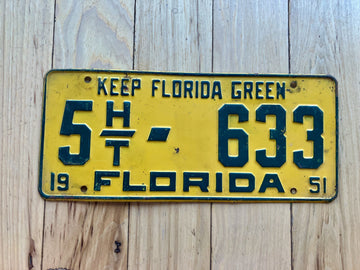 KEEP FLORIDA GREEN
5 H/T - 633
19 FLORIDA 51